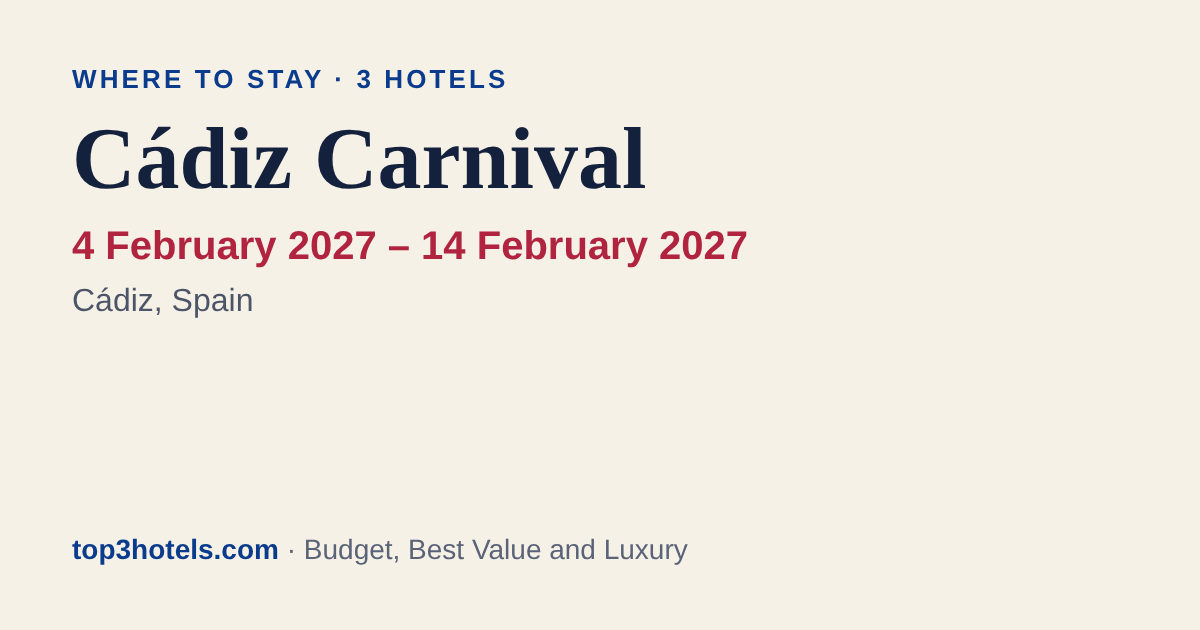 WHERE TO STAY · 3 HOTELS
Cádiz Carnival
4 February 2027 – 14 February 2027
Cádiz, Spain
top3hotels.com · Budget, Best Value and Luxury